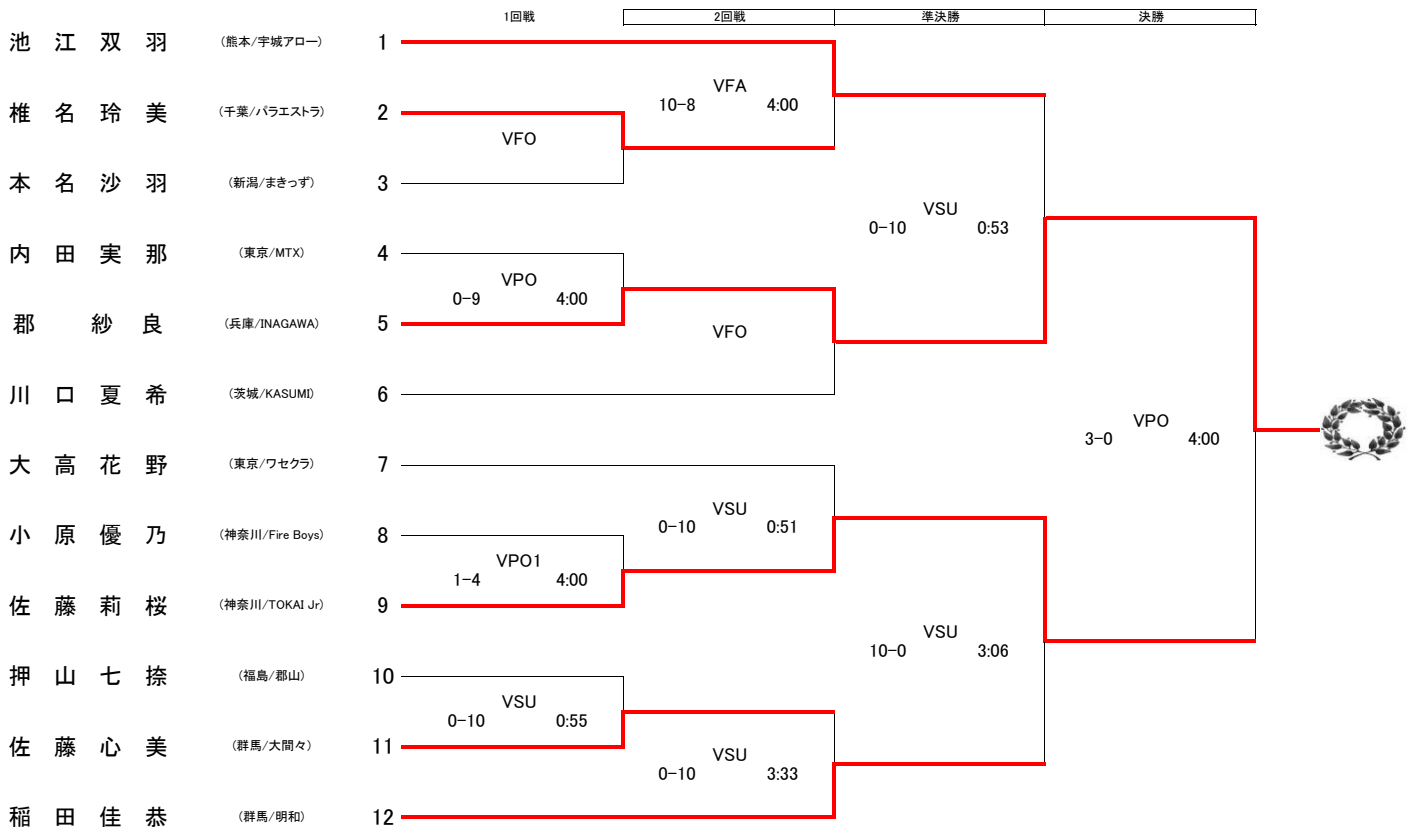 1回戦 2回戦 準決勝 決勝
池江双羽 (熊本/宇城アロー) 1
VFA
10-8 4:00
椎名玲美 (千葉/パラエストラ) 2
VFO
本名沙羽 (新潟/まきっず) 3
VSU
0-10 0:53
内田実那 (東京/MTX) 4
VPO
0-9 4:00
郡紗良 (兵庫/INAGAWA) 5
VFO
川口夏希 (茨城/KASUMI) 6
VPO
3-0 4:00
大高花野 (東京/ワセクラ) 7
VSU
0-10 0:51
小原優乃 (神奈川/Fire Boys) 8
VPO1
1-4 4:00
佐藤莉桜 (神奈川/TOKAI Jr) 9
VSU
10-0 3:06
押山七捺 (福島/郡山) 10
VSU
0-10 0:55
佐藤心美 (群馬/大間々) 11
VSU
0-10 3:33
稲田佳恭 (群馬/明和) 12